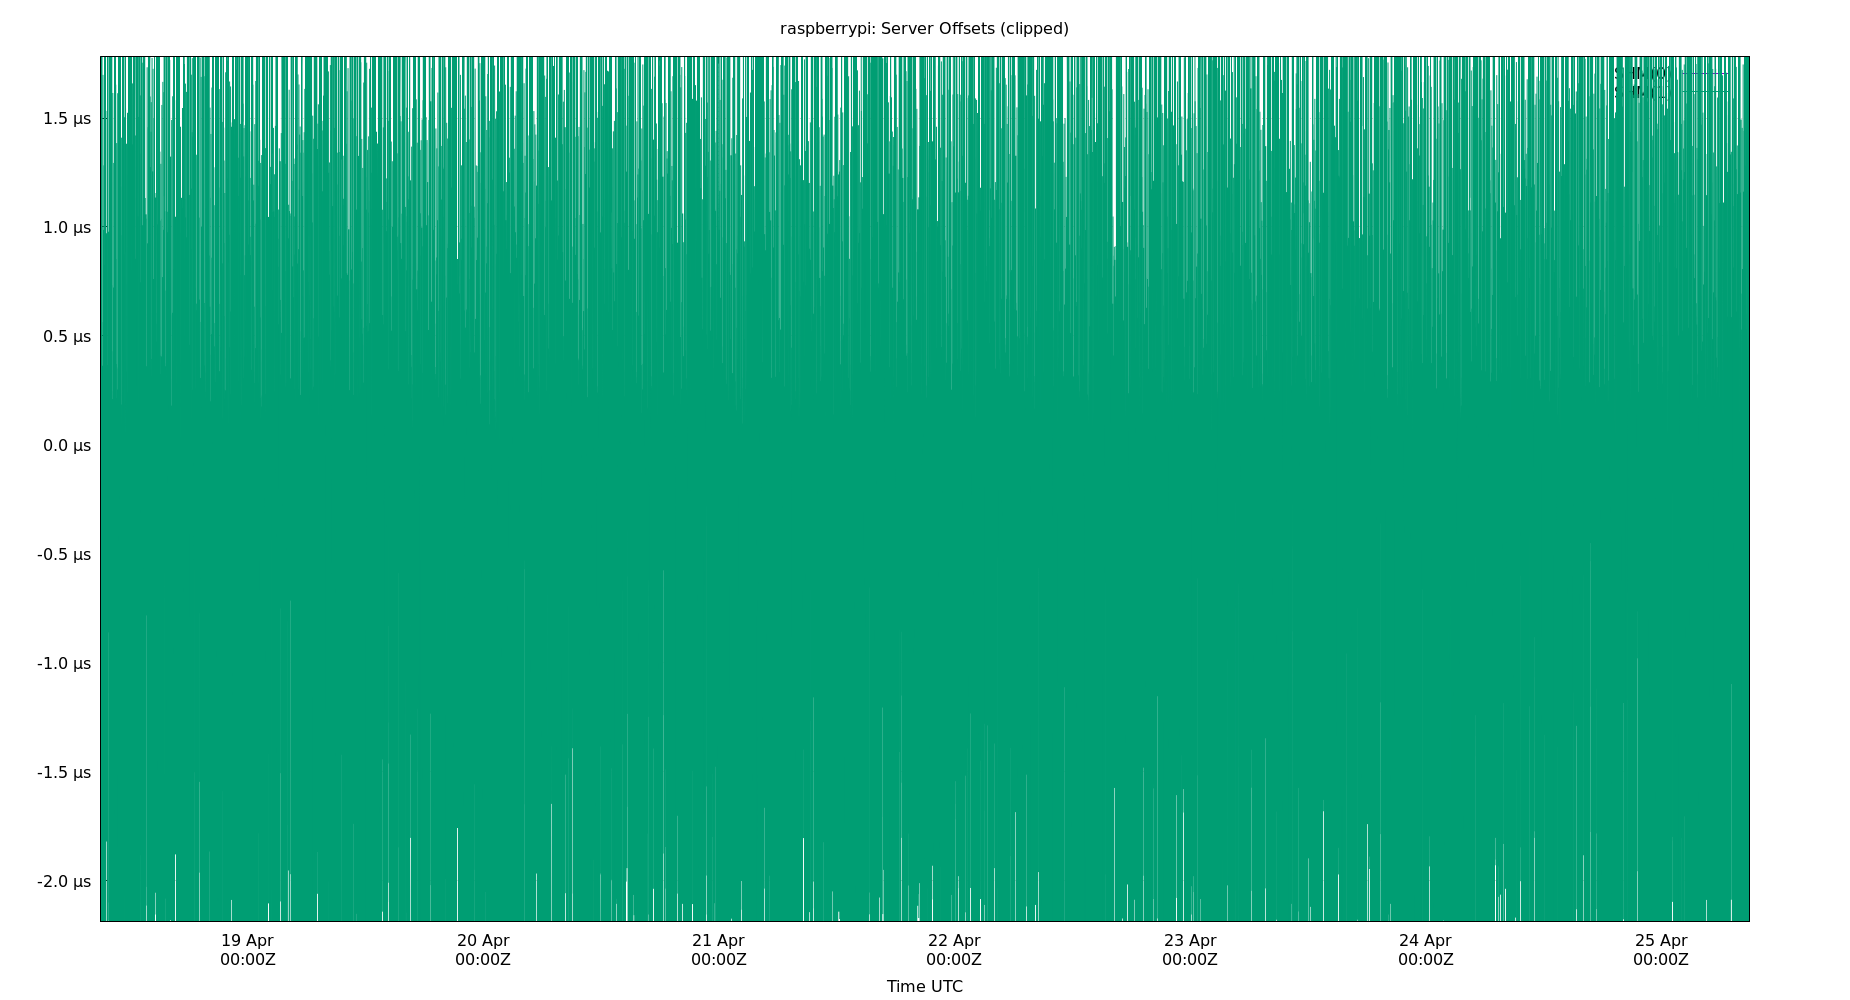 raspberrypi: Server Offsets (clipped)
1.5 µs
1.0 µs
0.5 µs
0.0 µs
-0.5 µs
-1.0 µs
-1.5 µs
-2.0 µs
19 Apr 20 Apr 21 Apr 22 Apr 23 Apr 24 Apr 25 Apr
00:00Z 00:00Z 00:00Z 00:00Z 00:00Z 00:00Z 00:00Z
Time UTC